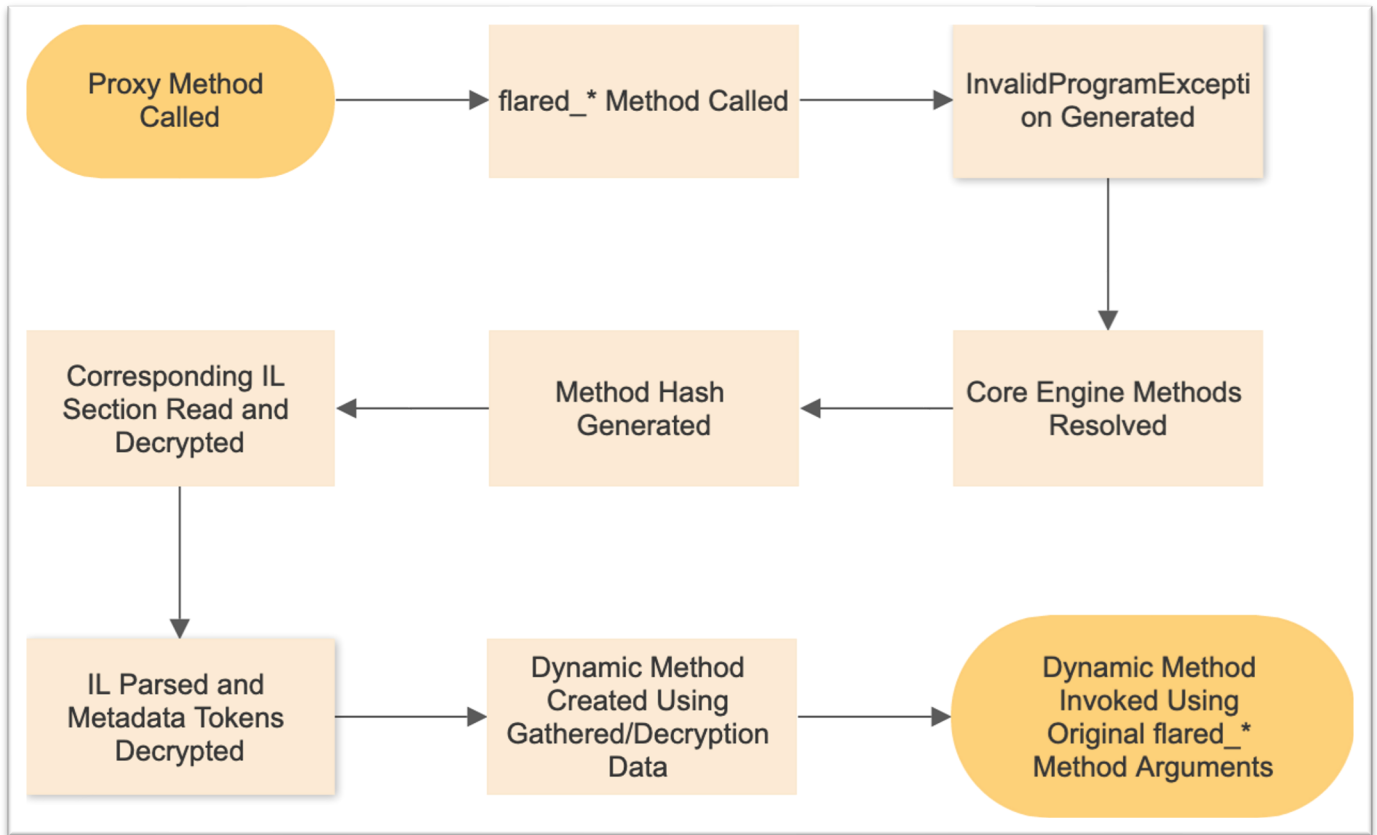 Proxy Method
Called
flared_* Method Called
InvalidProgramExcepti
on Generated
Core Engine Methods
Resolved
Method Hash
Generated
Corresponding IL
Section Read and
Decrypted
IL Parsed and
Metadata Tokens
Decrypted
Dynamic Method
Created Using
Gathered/Decryption
Data
Dynamic Method
Invoked Using
Original flared_*
Method Arguments